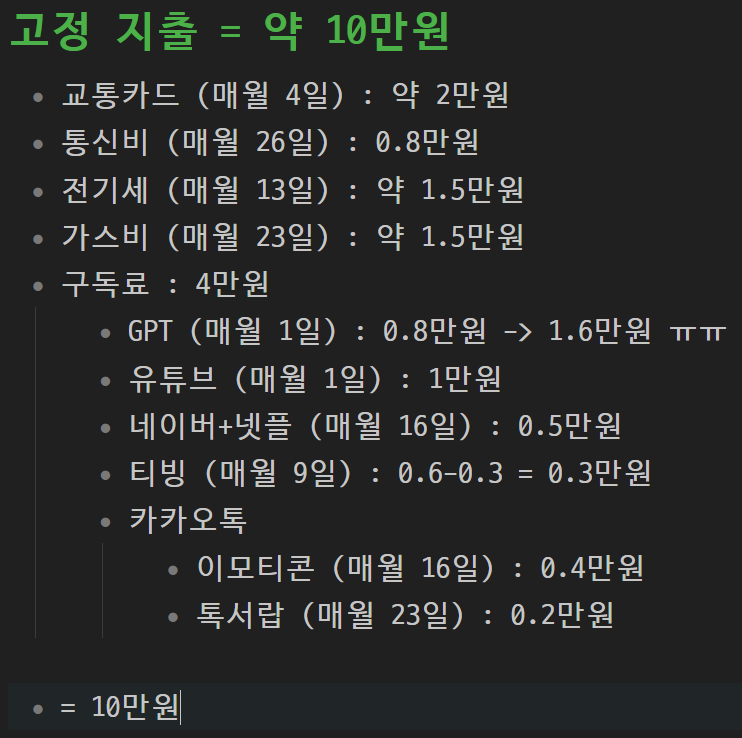 고정 지출 = 약 10만원
교통카드 (매월 4일) : 약 2만원
통신비 (매월 26일) : 0.8만원
전기세 (매월 13일) : 약 1.5만원
가스비 (매월 23일) : 약 1.5만원
구독료 : 4만원
GPT (매월 1일) : 0.8만원 -> 1.6만원 ㅠㅠ
유튜브 (매월 1일) : 1만원
네이버+넷플 (매월 16일) : 0.5만원
티빙 (매월 9일) : 0.6-0.3 = 0.3만원
카카오톡
이모티콘 (매월 16일) : 0.4만원
톡서랍 (매월 23일) : 0.2만원
= 10만원